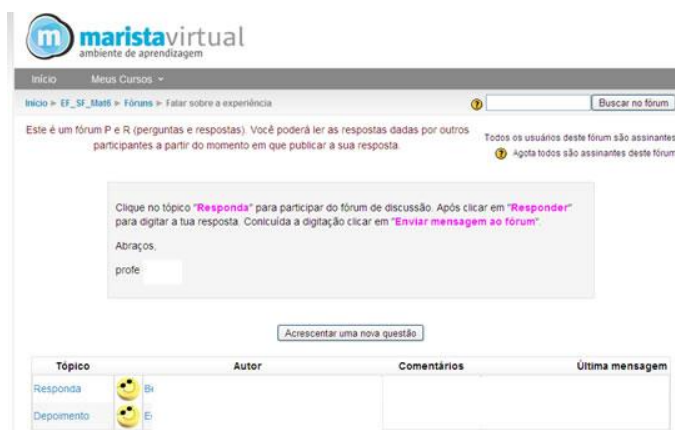 maristavirtual
ambiente de aprendizagem
Início Meus Cursos
Início ► EF_SF_Mat6 ► Fóruns ► Falar sobre a experiência
Buscar no fórum
Este é um fórum P e R (perguntas e respostas). Você poderá ler as respostas dadas por outros
participantes a partir do momento em que publicar a sua resposta.
Todos os usuários deste fórum são assinantes
Agota todos são assinantes deste fórum
Clique no tópico "Responda" para participar do fórum de discussão. Após clicar em "Responder"
para digitar a tua resposta. Conicuída a digitação clicar em "Enviar mensagem ao fórum".
Abraços,
profe
Acrescentar uma nova questão
Tópico Autor Comentários Última mensagem
Responda
Depoimento